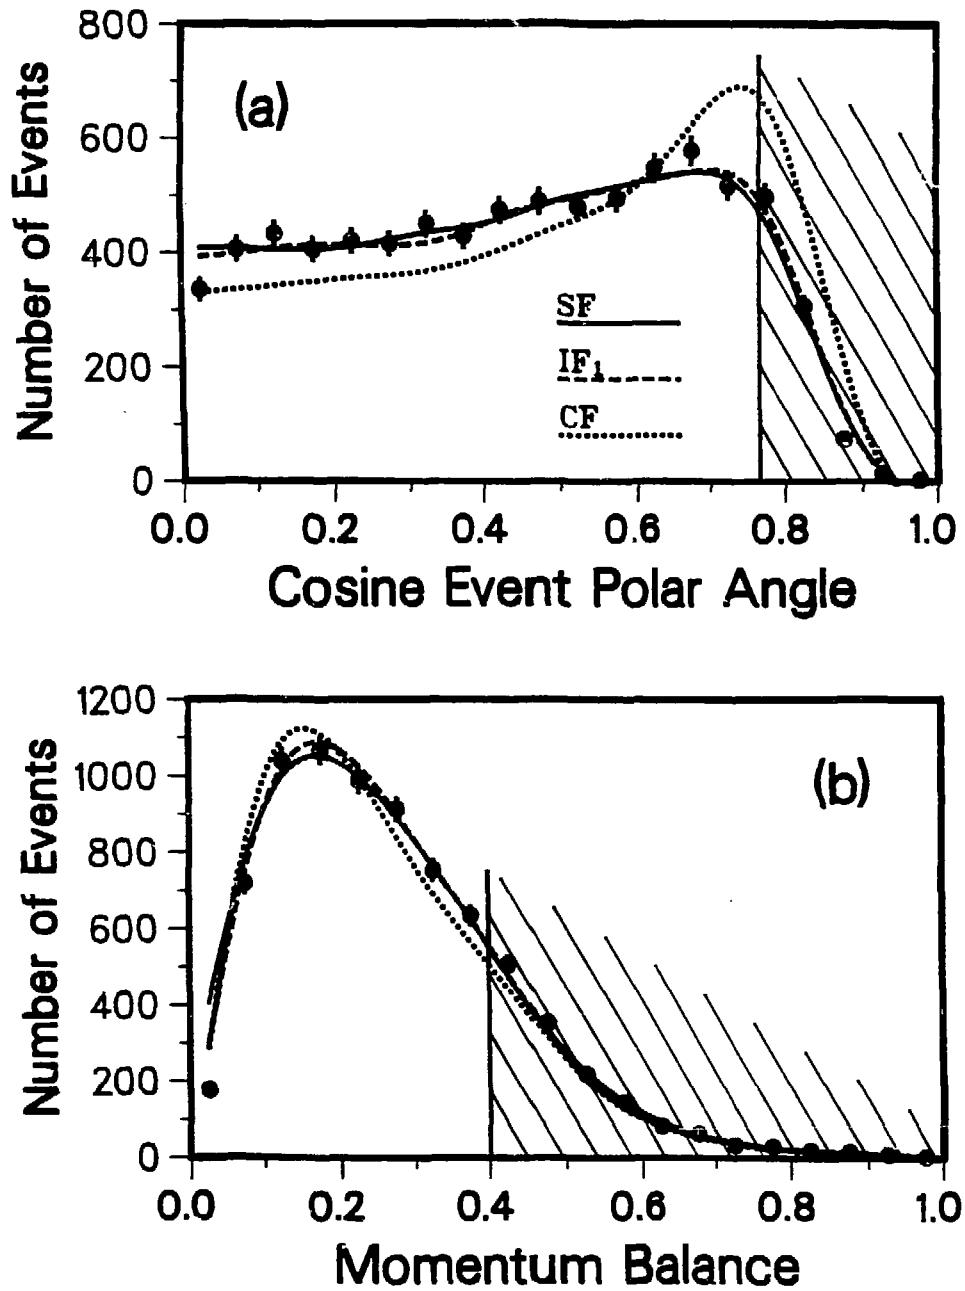 800
600
400
200
0
Number of Events
(a)
SF
IF₁
CF
0.0 0.2 0.4 0.6 0.8 1.0
Cosine Event Polar Angle
1200
1000
800
600
400
200
0
Number of Events
(b)
0.0 0.2 0.4 0.6 0.8 1.0
Momentum Balance